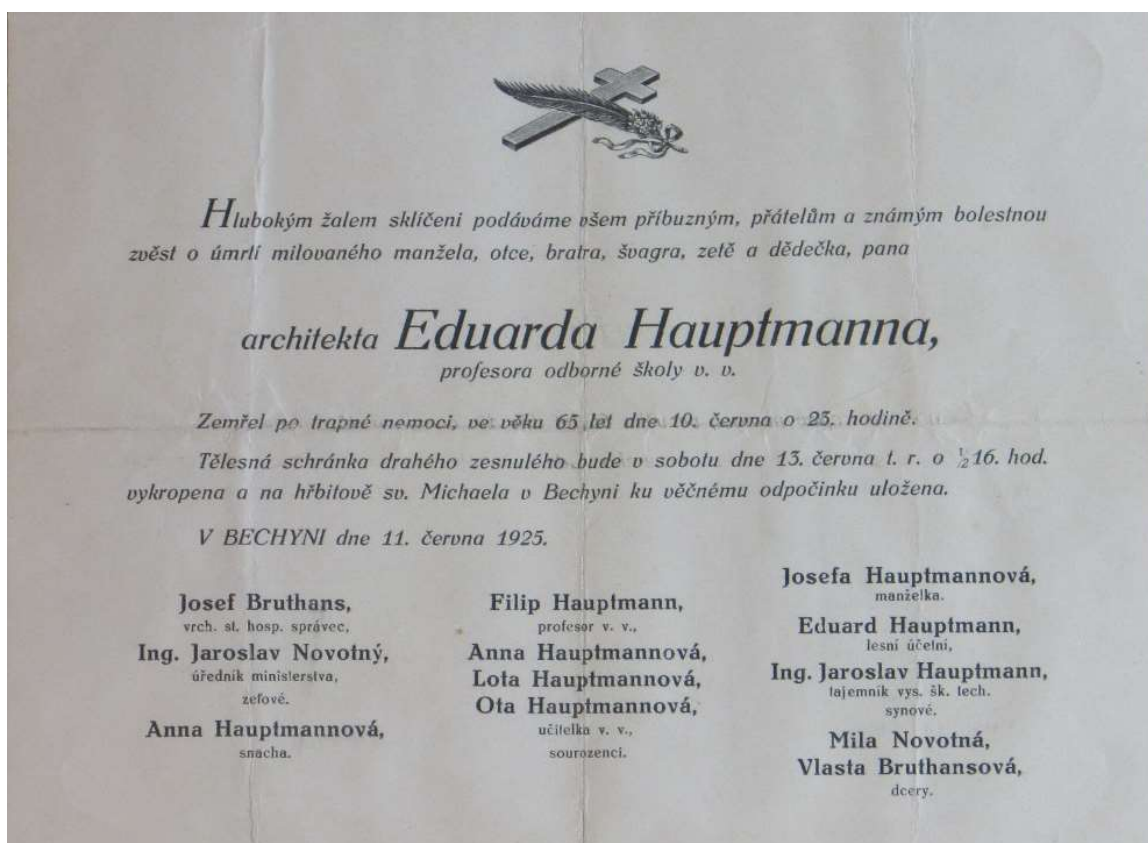 Hlubokým žalem sklíčeni podáváme všem příbuzným, přátelům a známým bolestnou
zvěst o úmrtí milovaného manžela, otce, bratra, švagra, zetě a dědečka, pana
architekta Eduarda Hauptmanna,
profesora odborné školy v. v.
Zemřel po trapné nemoci, ve věku 65 let dne 10. června o 23. hodině.
Tělesná schránka drahého zesnulého bude v sobotu dne 13. června t. r. o ½16. hod.
vykropena a na hřbitově sv. Michaela v Bechyni ku věčnému odpočinku uložena.
V BECHYNI dne 11. června 1925.
Josef Bruthans,
vrch. st. hosp. správec,
Ing. Jaroslav Novotný,
úředník ministerstva,
zeťové.
Anna Hauptmannová,
snacha.
Filip Hauptmann,
profesor v. v.,
Anna Hauptmannová,
Lota Hauptmannová,
Ota Hauptmannová,
učitelka v. v.,
sourozenci.
Josefa Hauptmannová,
manželka.
Eduard Hauptmann,
lesní účetní,
Ing. Jaroslav Hauptmann,
tajemník vys. šk. tech.
synové.
Mila Novotná,
Vlasta Bruthansová,
dcery.